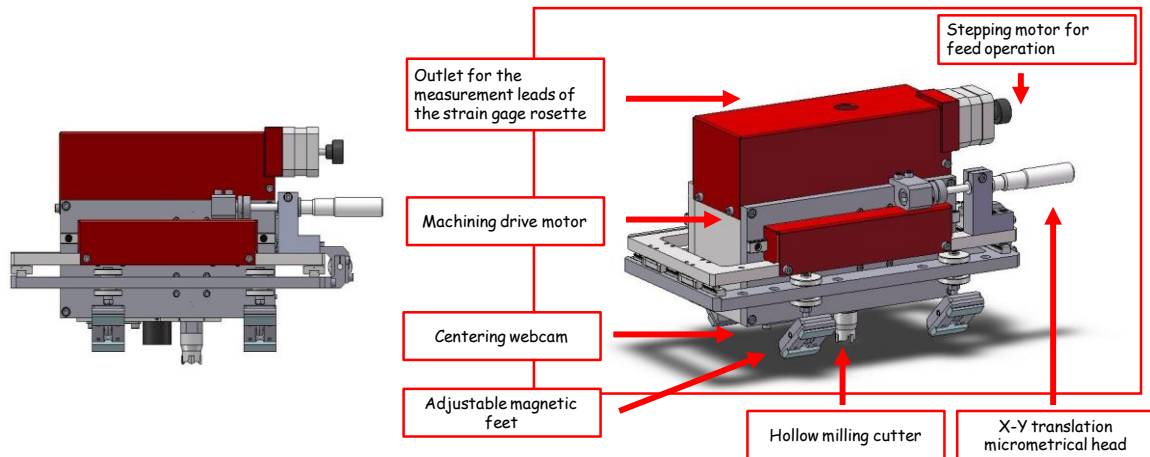 Stepping motor for
feed operation
Outlet for the
measurement leads of
the strain gage rosette
Machining drive motor
Centering webcam
Adjustable magnetic
feet
Hollow milling cutter
X-Y translation
micrometrical head